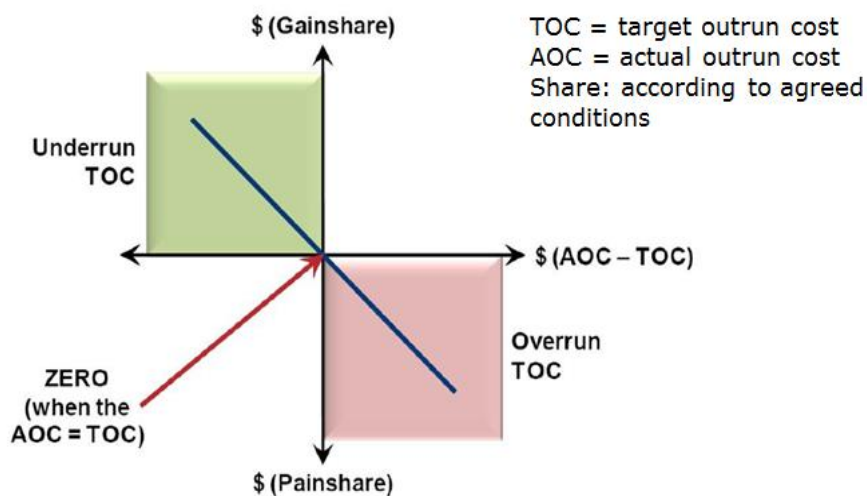 $ (Gainshare)
TOC = target outrun cost
AOC = actual outrun cost
Share: according to agreed
conditions
Underrun
TOC
$ (AOC – TOC)
Overrun
TOC
ZERO
(when the
AOC = TOC)
$ (Painshare)